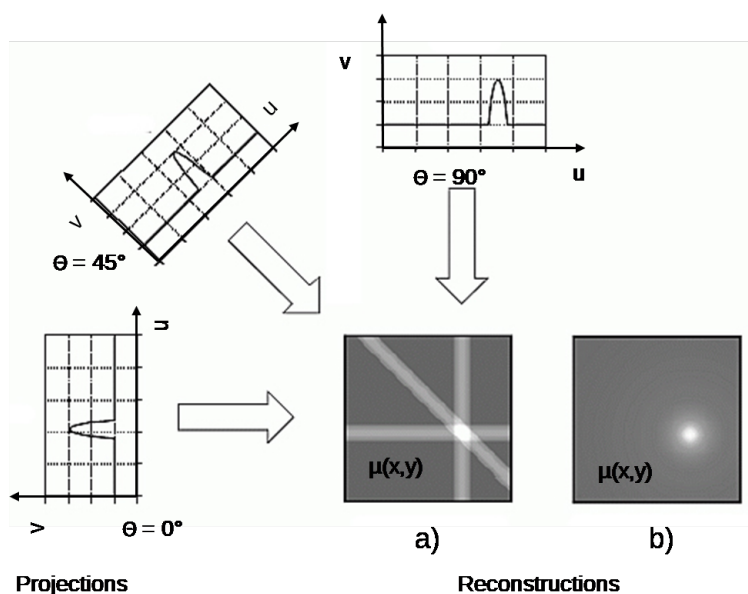 v
u
Θ = 90°
u
v
Θ = 45°
u
v
Θ = 0°
μ(x,y)
μ(x,y)
a)
b)
Projections
Reconstructions